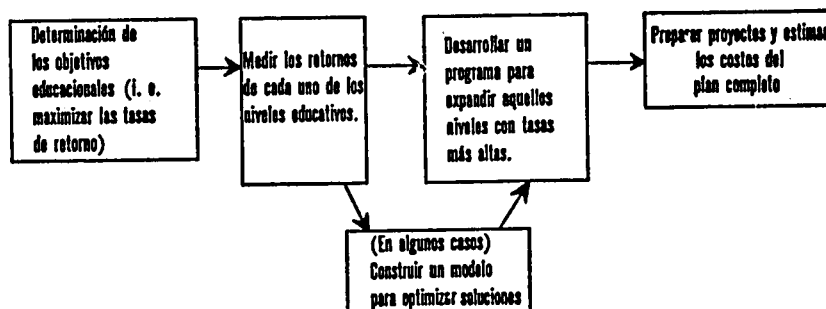 Determinación de
los objetivos
educacionales (i. e.
maximizar las tasas
de retorno)
Medir los retornos
de cada uno de los
niveles educativos.
Desarrollar un
programa para
expandir aquellos
niveles con tasas
más altas.
Preparar proyectos y estimar
los costos del
plan completo
(En algunos casos)
Construir un modelo
para optimizar soluciones